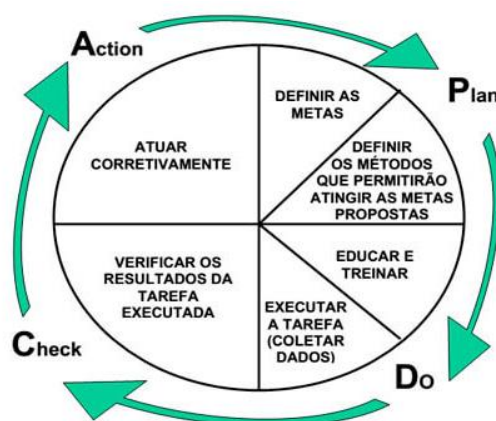 Action
Plan
DEFINIR AS
METAS
ATUAR
CORRETIVAMENTE
DEFINIR
OS MÉTODOS
QUE PERMITIRÃO
ATINGIR AS METAS
PROPOSTAS
VERIFICAR OS
RESULTADOS DA
TAREFA
EXECUTADA
EDUCAR E
TREINAR
EXECUTAR
A TAREFA
(COLETAR
DADOS)
Check
DO